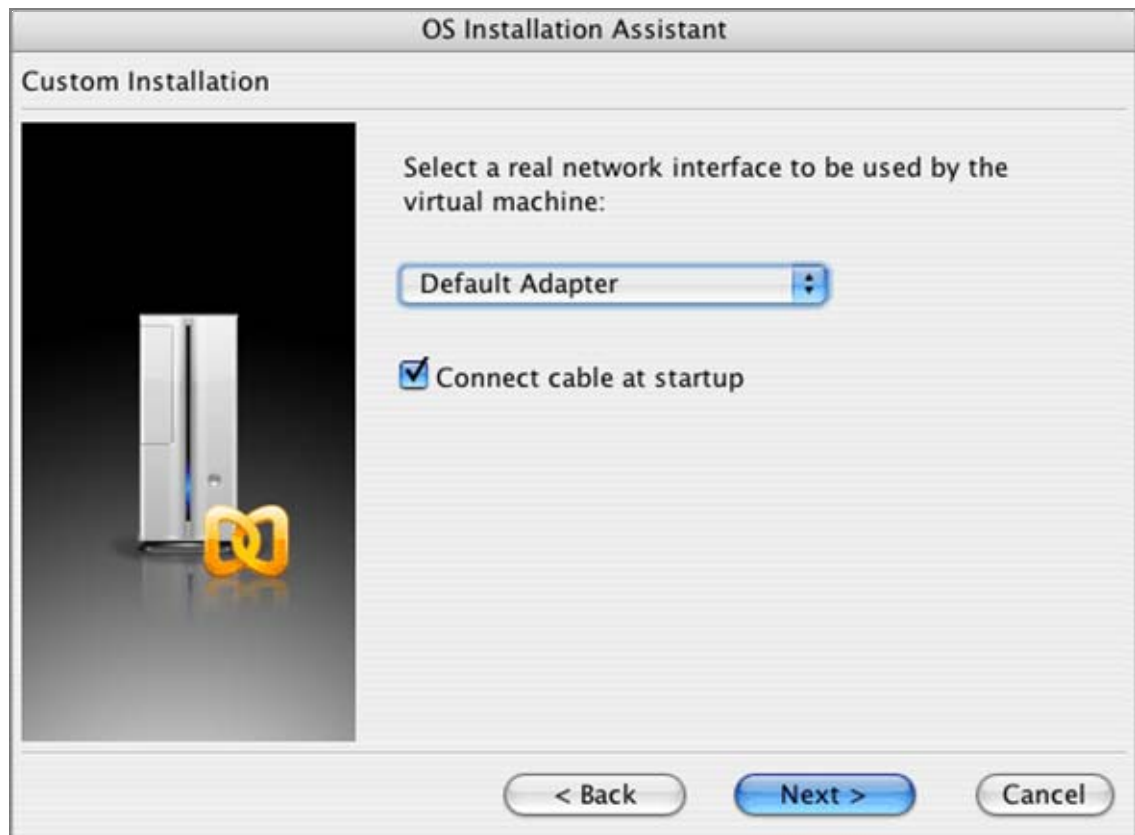 OS Installation Assistant
Custom Installation
Select a real network interface to be used by the
virtual machine:
Default Adapter
Connect cable at startup
< Back
Next >
Cancel